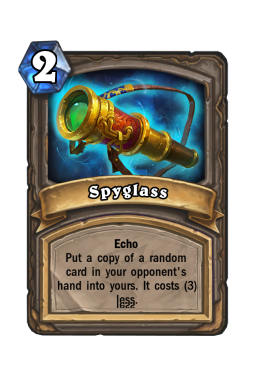 2
Spyglass
Echo
Put a copy of a random
card in your opponent's
hand into yours. It costs (3)
less.